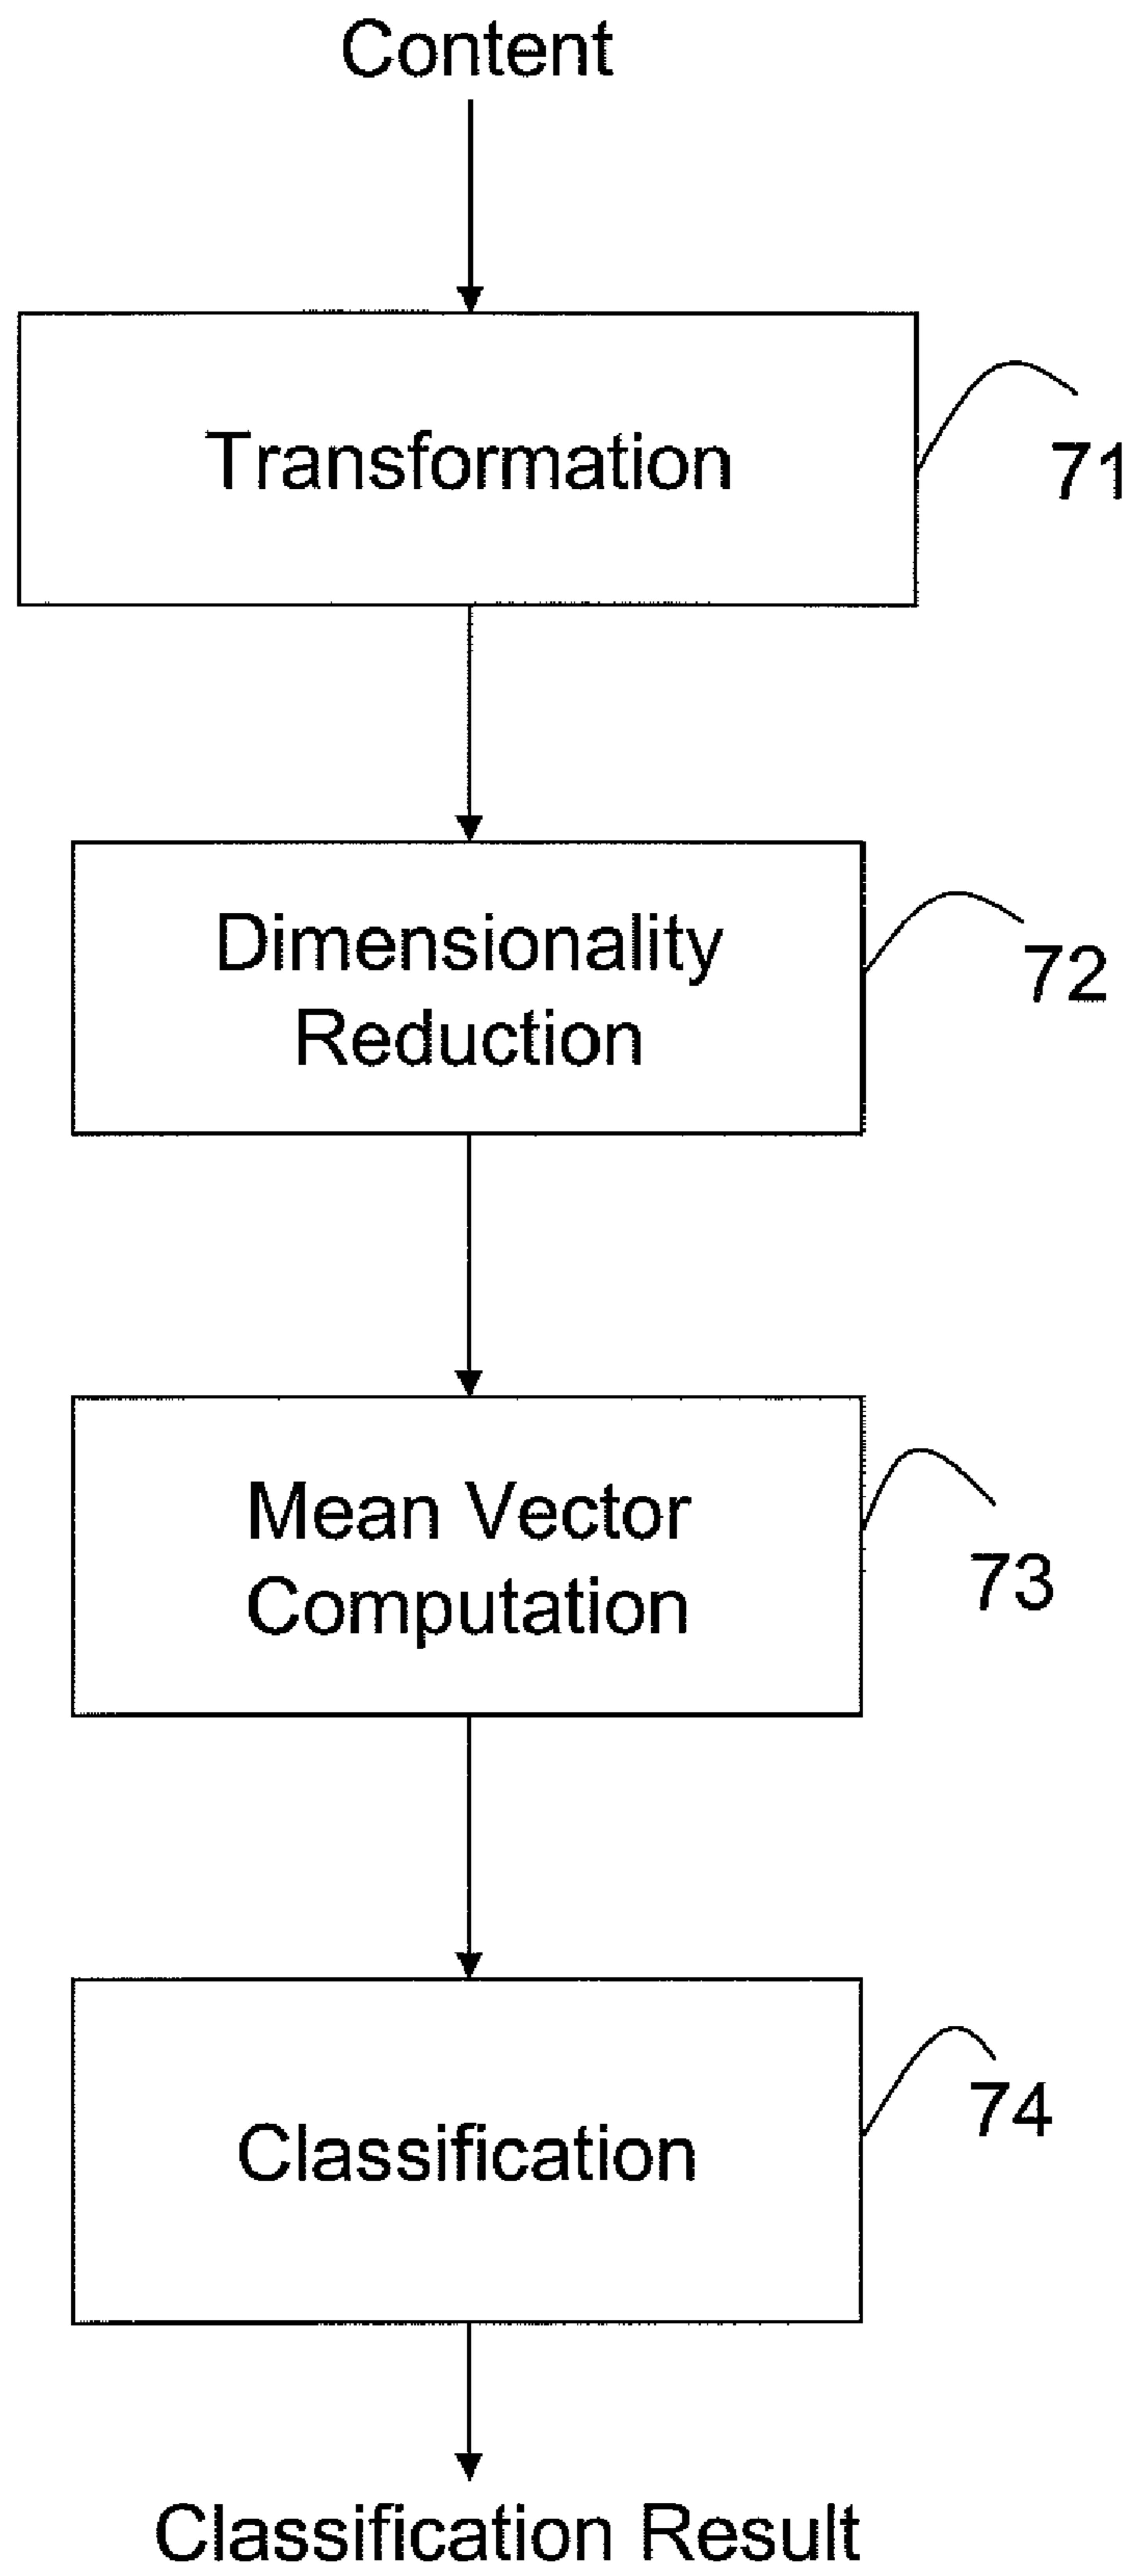 Content
Transformation
71
Dimensionality
Reduction
72
Mean Vector
Computation
73
Classification
74
Classification Result